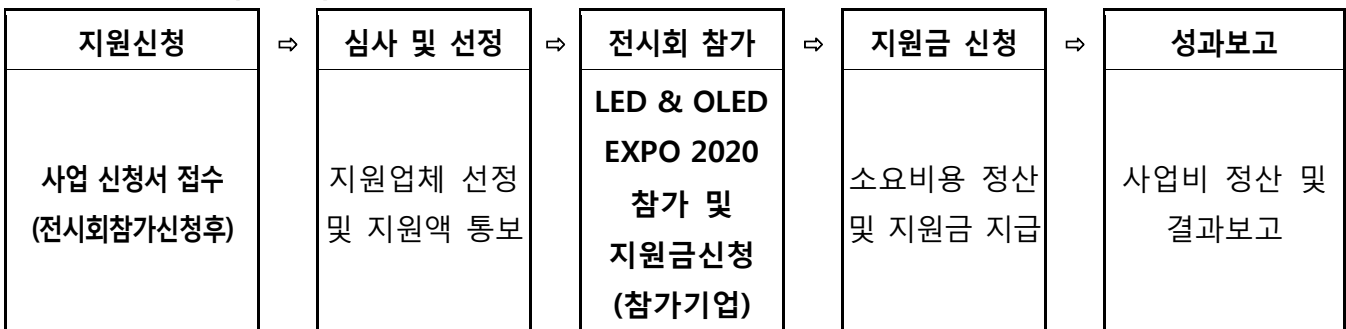 지원신청 ⇨ 심사 및 선정 ⇨ 전시회 참가 ⇨ 지원금 신청 ⇨ 성과보고
사업 신청서 접수
(전시회참가신청후)
지원업체 선정
및 지원액 통보
LED & OLED
EXPO 2020
참가 및
지원금신청
(참가기업)
소요비용 정산
및 지원금 지급
사업비 정산 및
결과보고